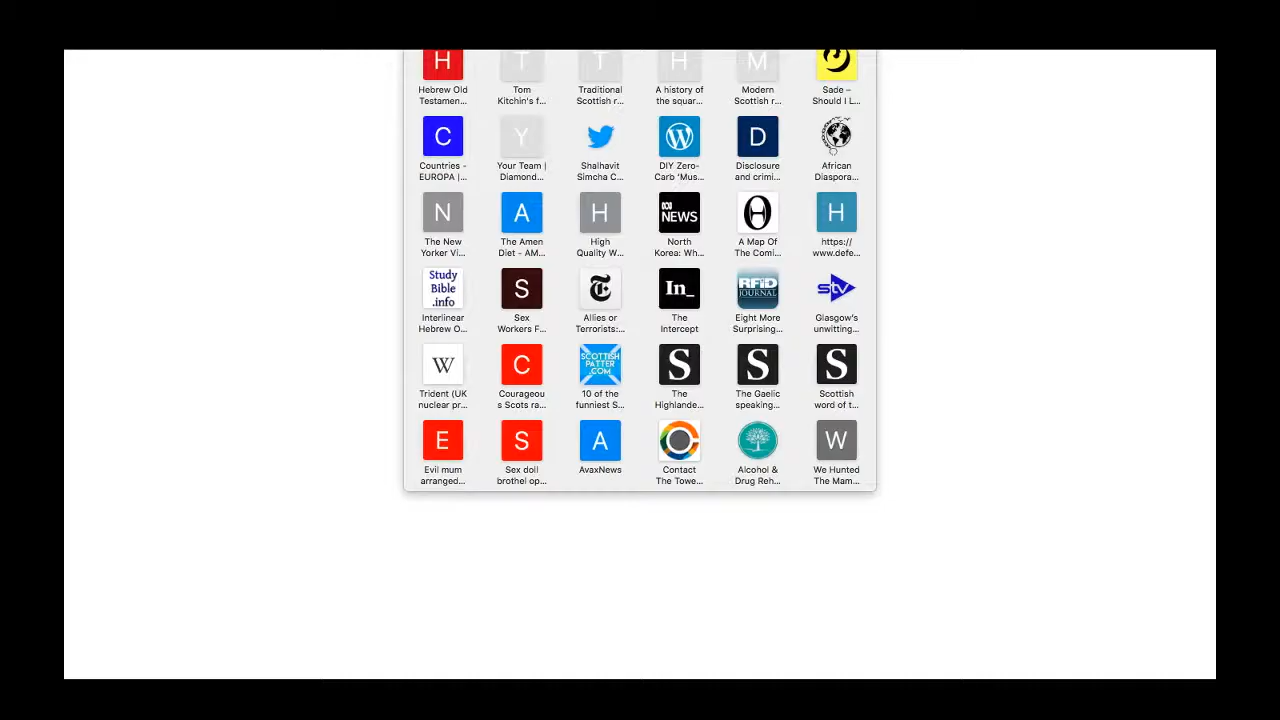 H T T H M
Hebrew Old Tom Traditional A history of Modern Sade –
Testamen... Kitchin's f... Scottish r... the squar... Scottish r... Should I L...
C Y D
Countries - Your Team | Shalhavit DIY Zero- Disclosure African
EUROPA |... Diamond... Simcha C... Carb 'Mus... and crimi... Diaspora...
N A H NEWS H
The New The Amen High North A Map Of https://
Yorker Vi... Diet - AM... Quality W... Korea: Wh... The Comi... www.defe...
Study
Bible
.info S In_ RFiD JOURNAL stv
Interlinear Sex Allies or The Eight More Glasgow's
Hebrew O... Workers F... Terrorists:... Intercept Surprising... unwitting...
W C SCOTTISH
PATTER
.COM S S S
Trident (UK Courageou 10 of the The The Gaelic Scottish
nuclear pr... s Scots ra... funniest S... Highlande... speaking... word of t...
E S A W
Evil mum Sex doll AvaxNews Contact Alcohol & We Hunted
arranged... brothel op... The Towe... Drug Reh... The Mam...